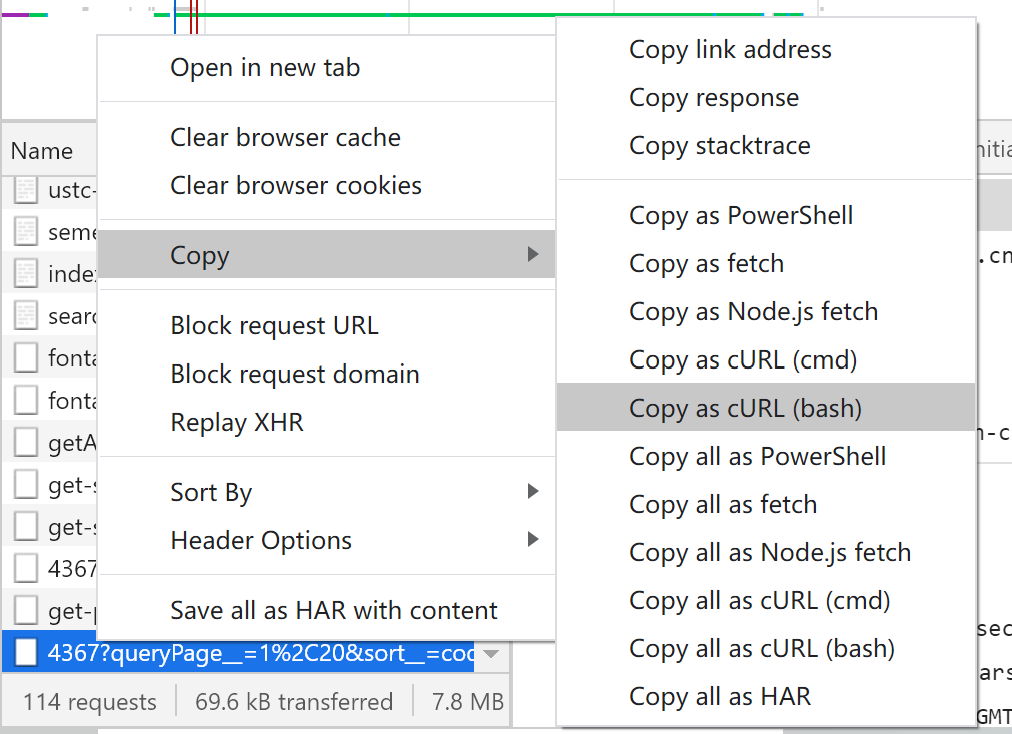 Name
ustc-
seme
index
searc
fonta
fonta
getA
get-s
get-s
4367
get-p
4367?queryPage__=1%2C20&sort__=coc
114 requests
69.6 kB transferred
7.8 MB
Open in new tab
Clear browser cache
Clear browser cookies
Copy
Block request URL
Block request domain
Replay XHR
Sort By
Header Options
Save all as HAR with content
Copy link address
Copy response
Copy stacktrace
Copy as PowerShell
Copy as fetch
Copy as Node.js fetch
Copy as cURL (cmd)
Copy as cURL (bash)
Copy all as PowerShell
Copy all as fetch
Copy all as Node.js fetch
Copy all as cURL (cmd)
Copy all as cURL (bash)
Copy all as HAR
nitia
.cn
-c
sec
ars
GMT